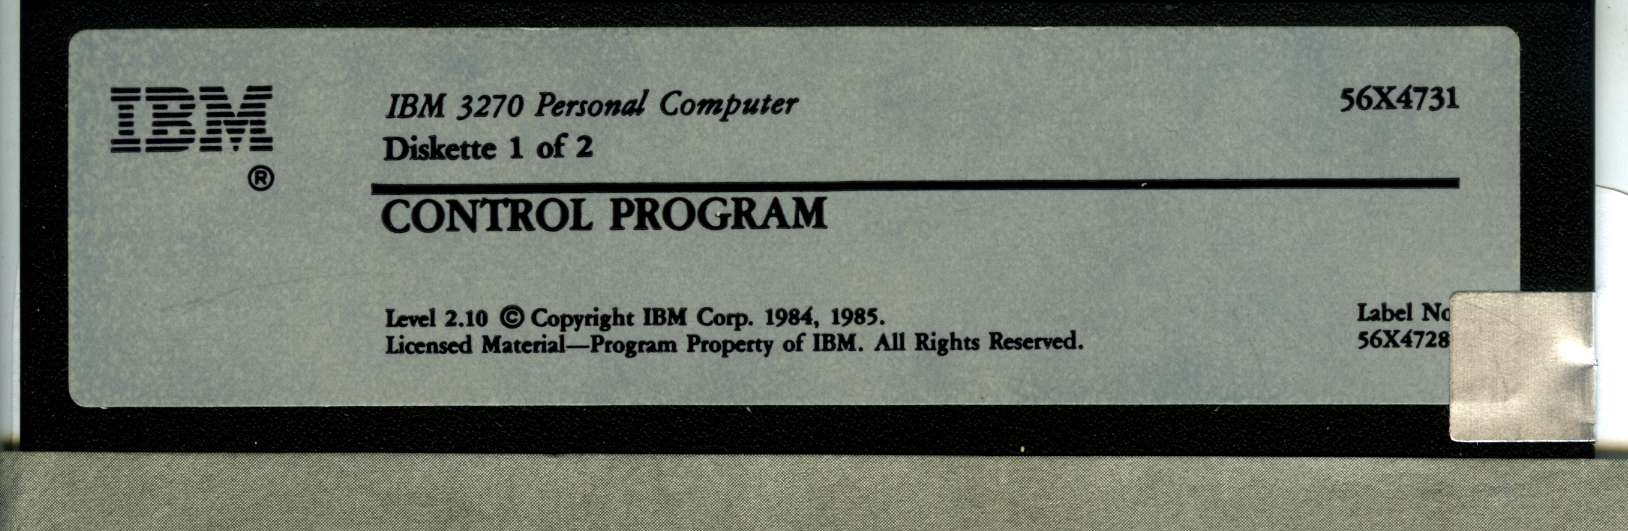 IBM
®
IBM 3270 Personal Computer
56X4731
Diskette 1 of 2
CONTROL PROGRAM
Level 2.10 © Copyright IBM Corp. 1984, 1985.
Licensed Material—Program Property of IBM. All Rights Reserved.
Label No
56X4728